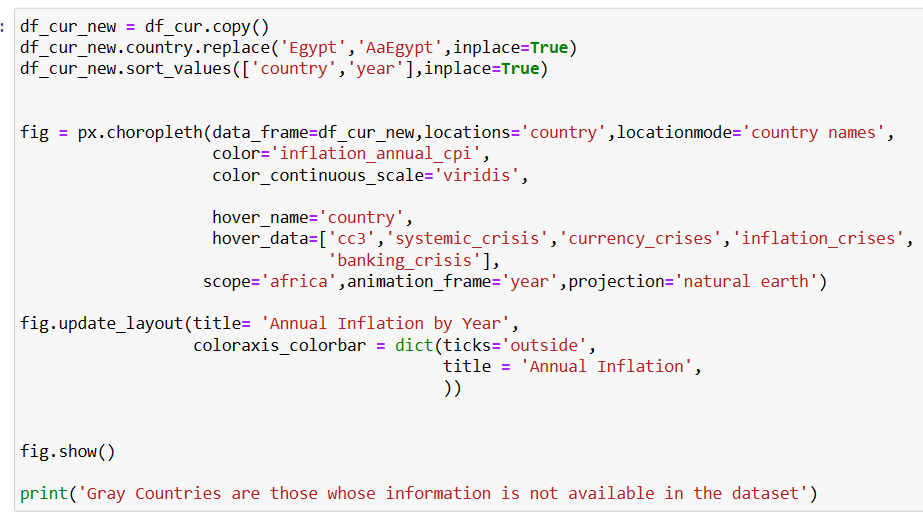 :
df_cur_new = df_cur.copy()
df_cur_new.country.replace('Egypt','AaEgypt',inplace=True)
df_cur_new.sort_values(['country','year'],inplace=True)
fig = px.choropleth(data_frame=df_cur_new,locations='country',locationmode='country names',
color='inflation_annual_cpi',
color_continuous_scale='viridis',
hover_name='country',
hover_data=['cc3','systemic_crisis','currency_crises','inflation_crises',
'banking_crisis'],
scope='africa',animation_frame='year',projection='natural earth')
fig.update_layout(title= 'Annual Inflation by Year',
coloraxis_colorbar = dict(ticks='outside',
title = 'Annual Inflation',
))
fig.show()
print('Gray Countries are those whose information is not available in the dataset')